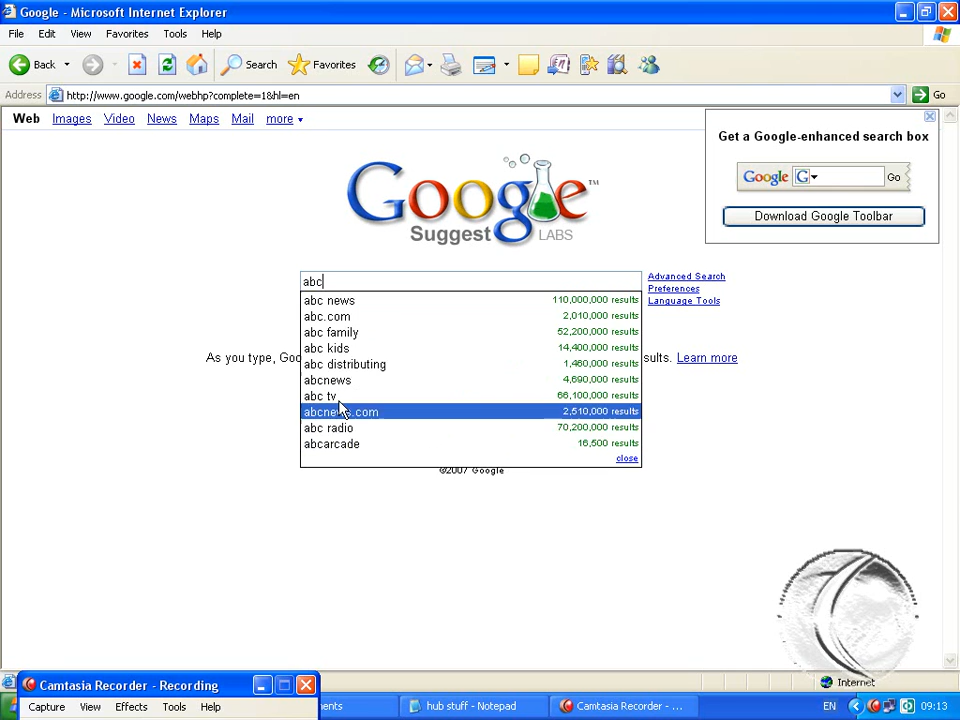 Google - Microsoft Internet Explorer
File Edit View Favorites Tools Help
Back Search Favorites
Address http://www.google.com/webhp?complete=1&hl=en Go
Web Images Video News Maps Mail more
Get a Google-enhanced search box
Google G Go
Download Google Toolbar
Google™
Suggest LABS
abc
Advanced Search
Preferences
Language Tools
abc news 110,000,000 results
abc.com 2,010,000 results
abc family 52,200,000 results
abc kids 14,400,000 results
abc distributing 1,460,000 results
abcnews 4,690,000 results
abc tv 66,100,000 results
abcnews.com 2,510,000 results
abc radio 70,200,000 results
abcarcade 16,500 results
close
As you type, Goo sults. Learn more
©2007 Google
Internet
Camtasia Recorder - Recording
Capture View Effects Tools Help
ments hub stuff - Notepad Camtasia Recorder - ... EN 09:13